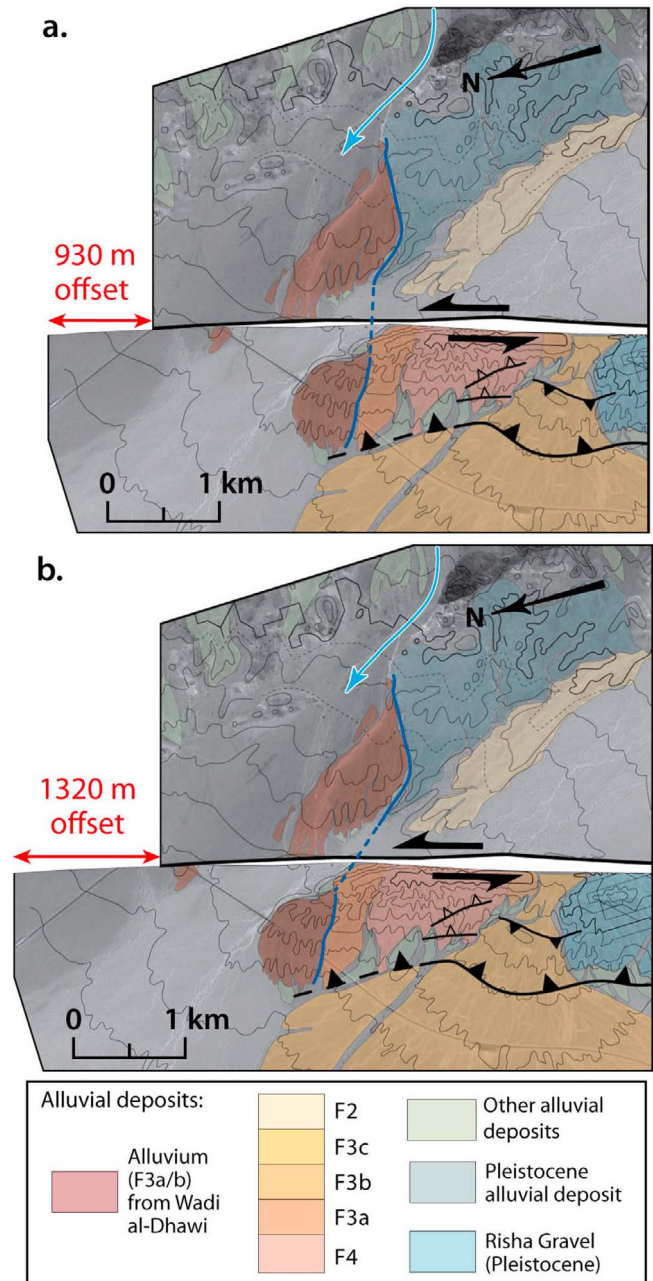 a.
N
930 m
offset
0 1 km
b.
N
1320 m
offset
0 1 km
Alluvial deposits:
Alluvium
(F3a/b)
from Wadi
al-Dhawi
F2
F3c
F3b
F3a
F4
Other alluvial
deposits
Pleistocene
alluvial deposit
Risha Gravel
(Pleistocene)